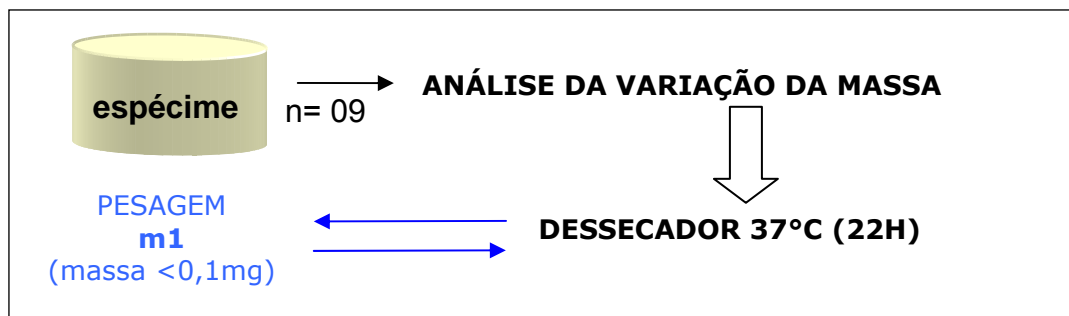 espécime
n= 09
ANÁLISE DA VARIAÇÃO DA MASSA
DESSECADOR 37°C (22H)
PESAGEM
m1
(massa <0,1mg)